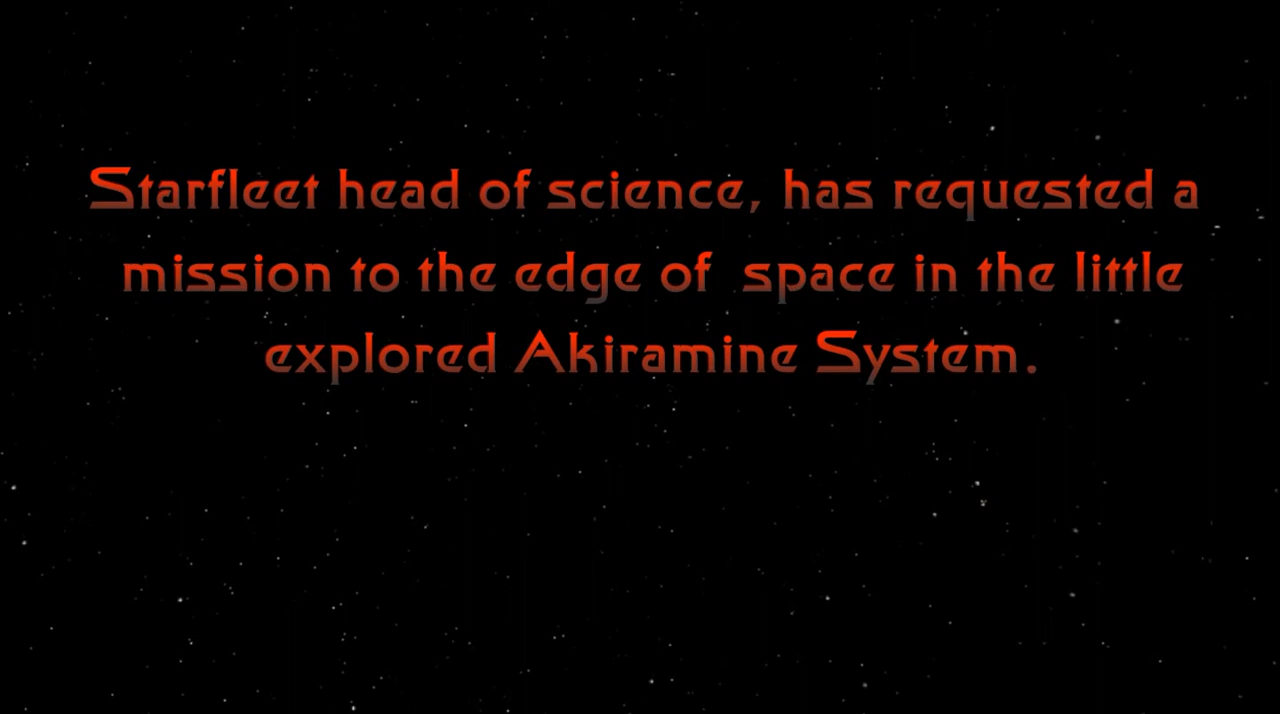 Starfleet head of science, has requested a
mission to the edge of space in the little
explored Akiramine System.